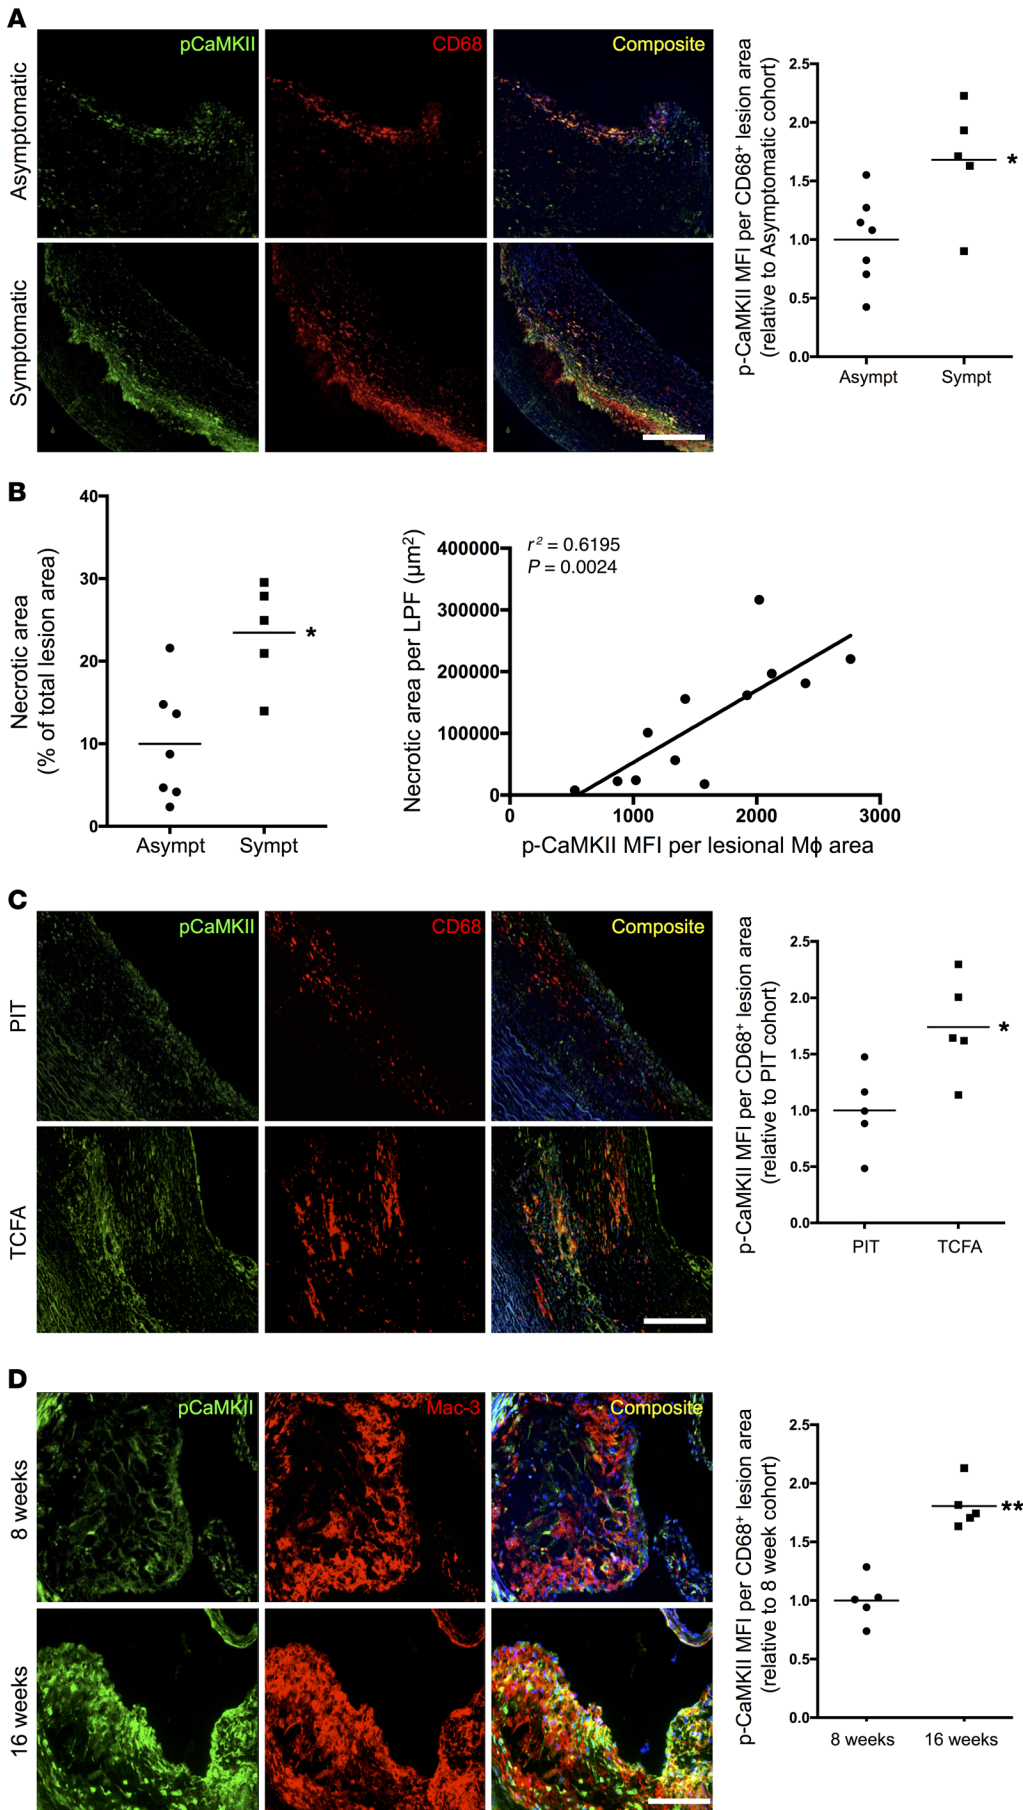 A
pCaMKII
CD68
Composite
Asymptomatic
Symptomatic
p-CaMKII MFI per CD68⁺ lesion area
(relative to Asymptomatic cohort)
2.5
2.0
1.5
1.0
0.5
0.0
*
Asympt
Sympt
B
Necrotic area
(% of total lesion area)
40
30
20
10
0
*
Asympt
Sympt
Necrotic area per LPF (μm²)
400000
300000
200000
100000
0
r² = 0.6195
P = 0.0024
0
1000
2000
3000
p-CaMKII MFI per lesional Mϕ area
C
pCaMKII
CD68
Composite
PIT
TCFA
p-CaMKII MFI per CD68⁺ lesion area
(relative to PIT cohort)
2.5
2.0
1.5
1.0
0.5
0.0
*
PIT
TCFA
D
pCaMKII
Mac-3
Composite
8 weeks
16 weeks
p-CaMKII MFI per CD68⁺ lesion area
(relative to 8 week cohort)
2.5
2.0
1.5
1.0
0.5
0.0
**
8 weeks
16 weeks